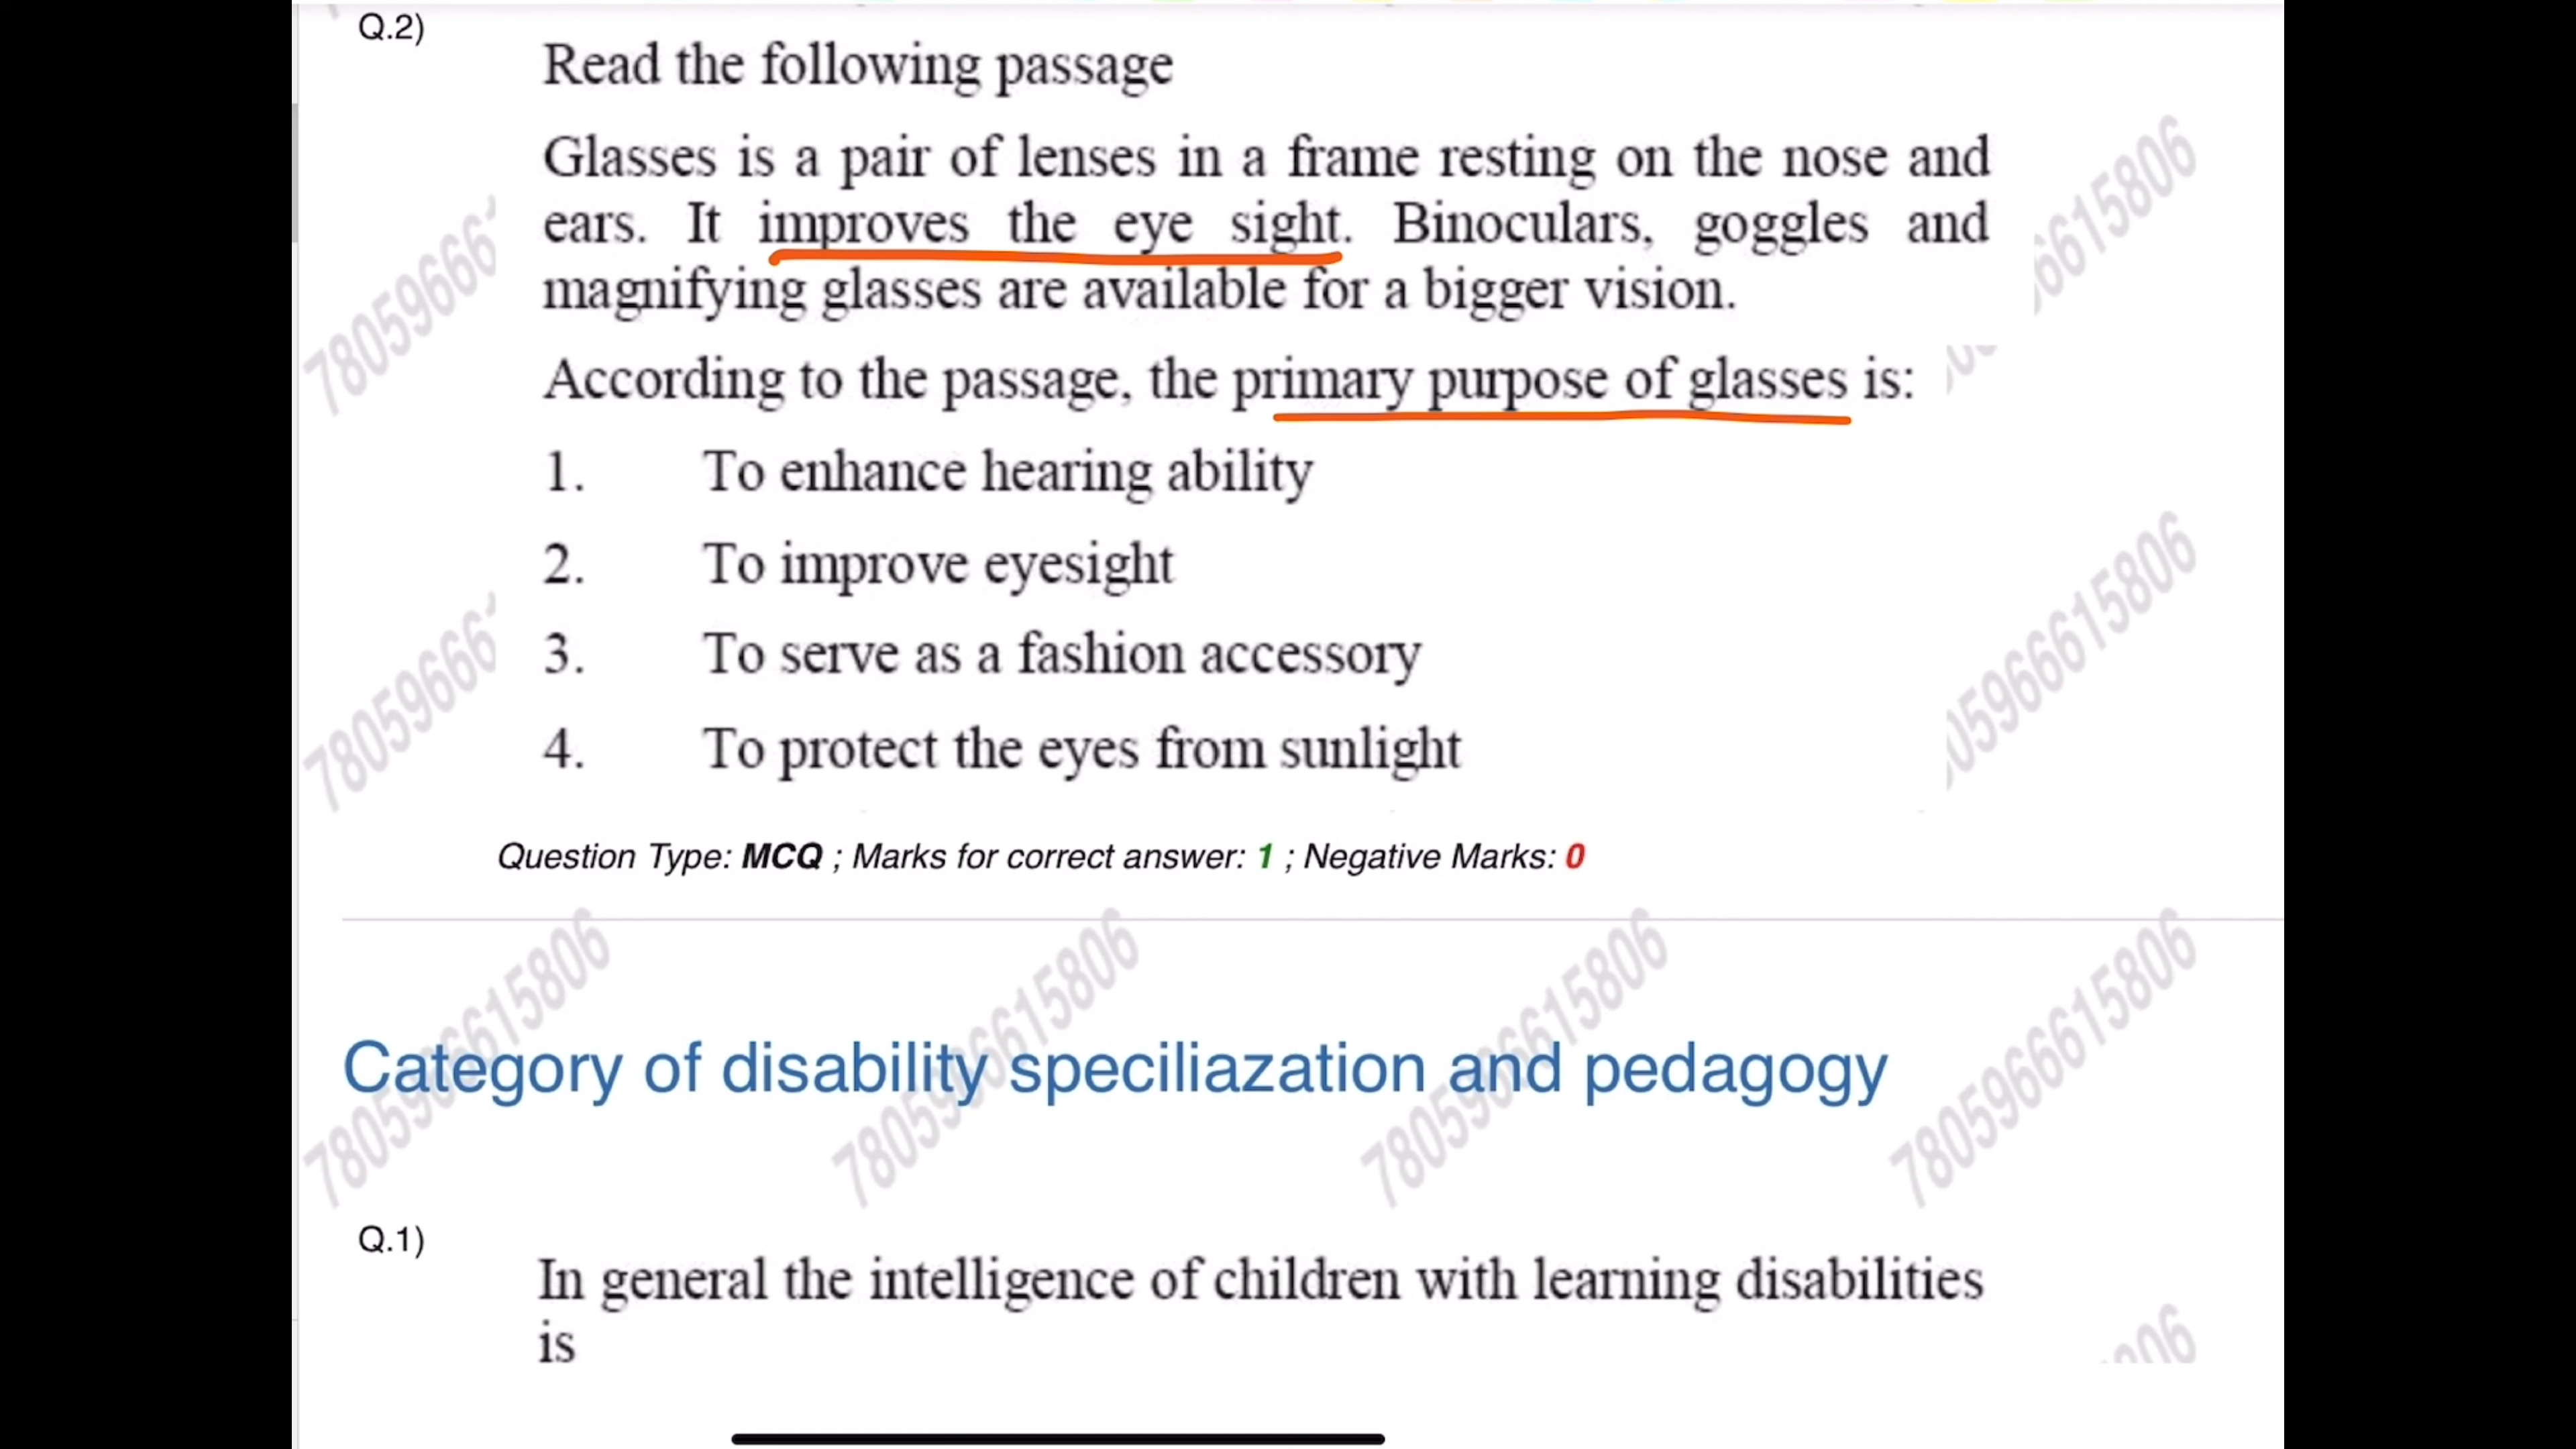 Q.2)
Read the following passage
Glasses is a pair of lenses in a frame resting on the nose and
ears. It improves the eye sight. Binoculars, goggles and
magnifying glasses are available for a bigger vision.
According to the passage, the primary purpose of glasses is:
1. To enhance hearing ability
2. To improve eyesight
3. To serve as a fashion accessory
4. To protect the eyes from sunlight
Question Type: MCQ ; Marks for correct answer: 1 ; Negative Marks: 0
Category of disability speciliazation and pedagogy
Q.1)
In general the intelligence of children with learning disabilities
is
7805966615806
7805966615806
7805966615806
7805966615806